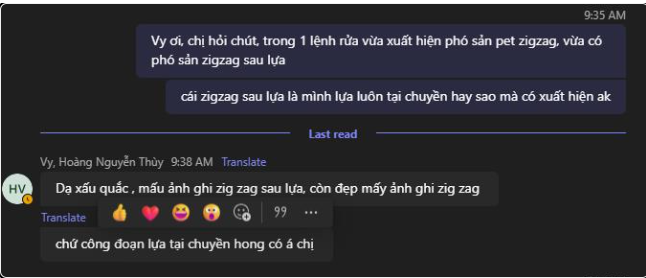 9:35 AM
Vy ơi, chị hỏi chút, trong 1 lệnh rửa vừa xuất hiện phó sản pet zigzag, vừa có
phó sản zigzag sau lựa
cái zigzag sau lựa là mình lựa luôn tại chuyền hay sao mà có xuất hiện ak
Last read
Vy, Hoàng Nguyễn Thùy 9:38 AM Translate
HV
Dạ xấu quắc , mấu ảnh ghi zig zag sau lựa, còn đẹp mấy ảnh ghi zig zag
Translate
chứ công đoạn lựa tại chuyền hong có á chị